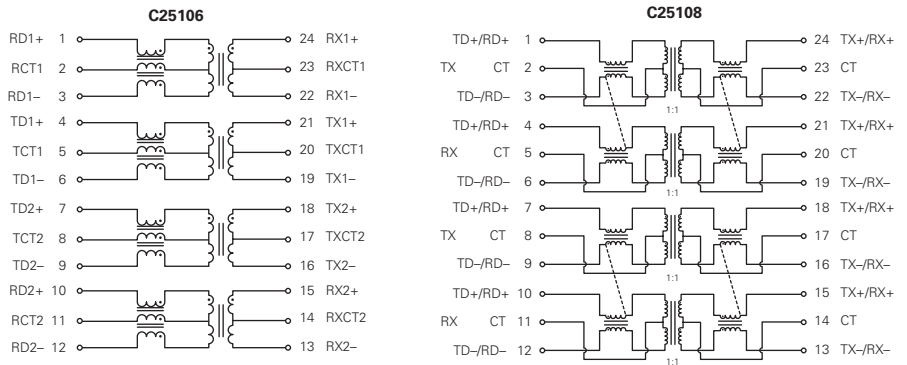 C25106
RD1+ 1 24 RX1+
RCT1 2 23 RXCT1
RD1– 3 22 RX1–
TD1+ 4 21 TX1+
TCT1 5 20 TXCT1
TD1– 6 19 TX1–
TD2+ 7 18 TX2+
TCT2 8 17 TXCT2
TD2– 9 16 TX2–
RD2+ 10 15 RX2+
RCT2 11 14 RXCT2
RD2– 12 13 RX2–
C25108
TD+/RD+ 1 24 TX+/RX+
TX CT 2 23 CT
TD–/RD– 3 22 TX–/RX–
1:1
TD+/RD+ 4 21 TX+/RX+
RX CT 5 20 CT
TD–/RD– 6 19 TX–/RX–
1:1
TD+/RD+ 7 18 TX+/RX+
TX CT 8 17 CT
TD–/RD– 9 16 TX–/RX–
1:1
TD+/RD+ 10 15 TX+/RX+
RX CT 11 14 CT
TD–/RD– 12 13 TX–/RX–
1:1